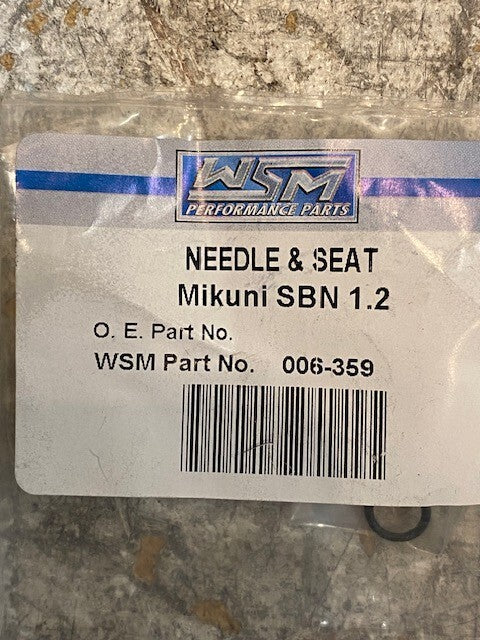 WSM
PERFORMANCE PARTS
NEEDLE & SEAT
Mikuni SBN 1.2
O. E. Part No.
WSM Part No. 006-359